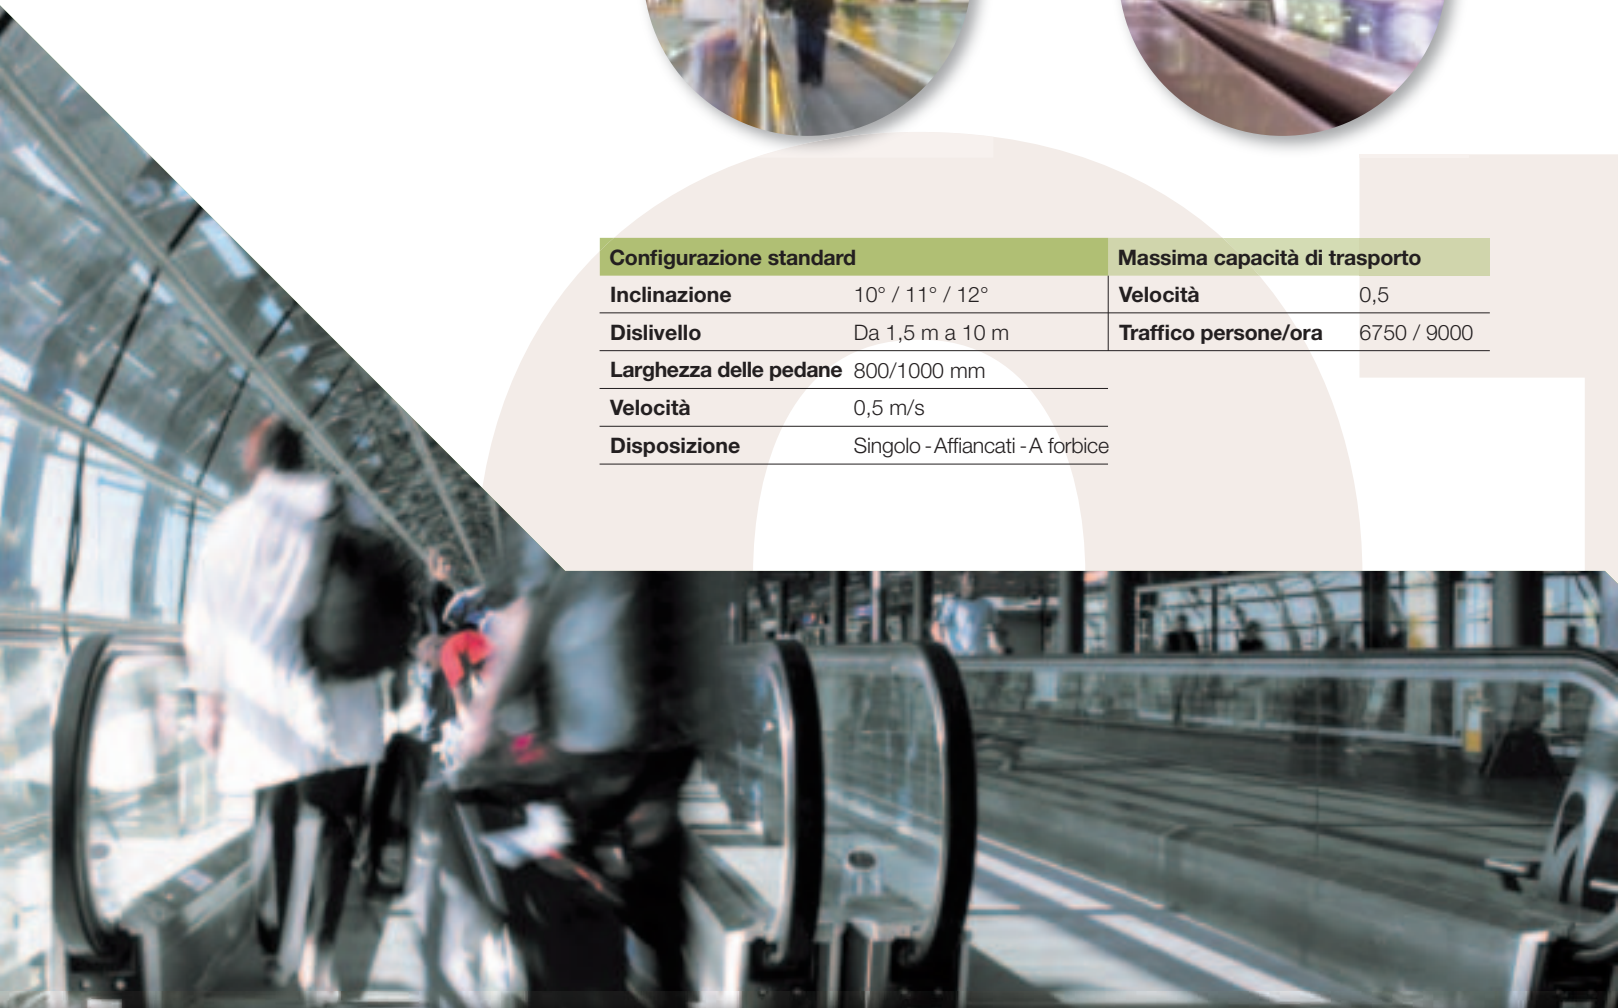 Configurazione standard
Inclinazione 10° / 11° / 12°
Dislivello Da 1,5 m a 10 m
Larghezza delle pedane 800/1000 mm
Velocità 0,5 m/s
Disposizione Singolo - Affiancati - A forbice
Massima capacità di trasporto
Velocità 0,5
Traffico persone/ora 6750 / 9000